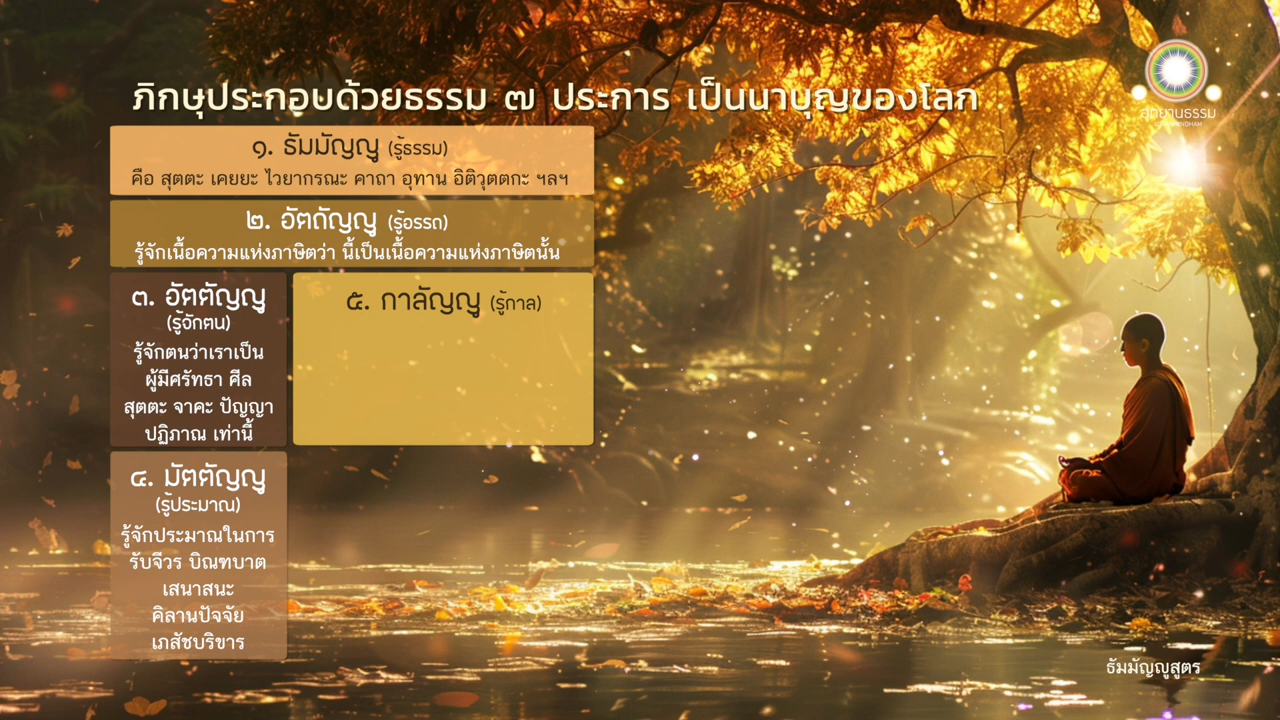 ภิกษุประกอบด้วยธรรม ๗ ประการ เป็นนาบุญของโลก
อุทยานธรรม
๑. ธัมมัญญู (รู้ธรรม)
คือ สุตตะ เคยยะ ไวยากรณะ คาถา อุทาน อิติวุตตกะ ฯลฯ
๒. อัตถัญญู (รู้อรรถ)
รู้จักเนื้อความแห่งภาษิตว่า นี้เป็นเนื้อความแห่งภาษิตนั้น
๓. อัตตัญญู
(รู้จักตน)
รู้จักตนว่าเราเป็น
ผู้มีศรัทธา ศีล
สุตตะ จาคะ ปัญญา
ปฏิภาณ เท่านี้
๔. มัตตัญญู
(รู้ประมาณ)
รู้จักประมาณในการ
รับจีวร บิณฑบาต
เสนาสนะ
คิลานปัจจัย
เภสัชบริขาร
๕. กาลัญญู (รู้กาล)
ธัมมัญญูสูตร